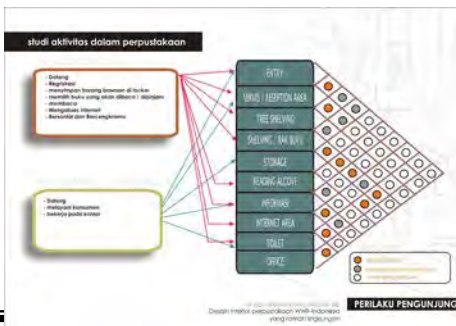 studi aktivitas dalam perpustakaan
- Datang
- Registrasi
- menyimpan barang bawaan di locker
- memilih buku yang akan dibaca / dipinjam
- membaca
- Mengakses internet
- Bersantai dan Bercengkrama
- Datang
- melayani konsumen
- bekerja pada kantor
ENTRY
SERVIS / RESEPTION AREA
TREE SHELVING
SHELVING / RAK BUKU
STORAGE
READING ALCOVE
INFORMASI
INTERNET AREA
TOILET
OFFICE
Desain Interior perpustakaan WWF-Indonesia
yang ramah lingkungan
PERILAKU PENGUNJUNG